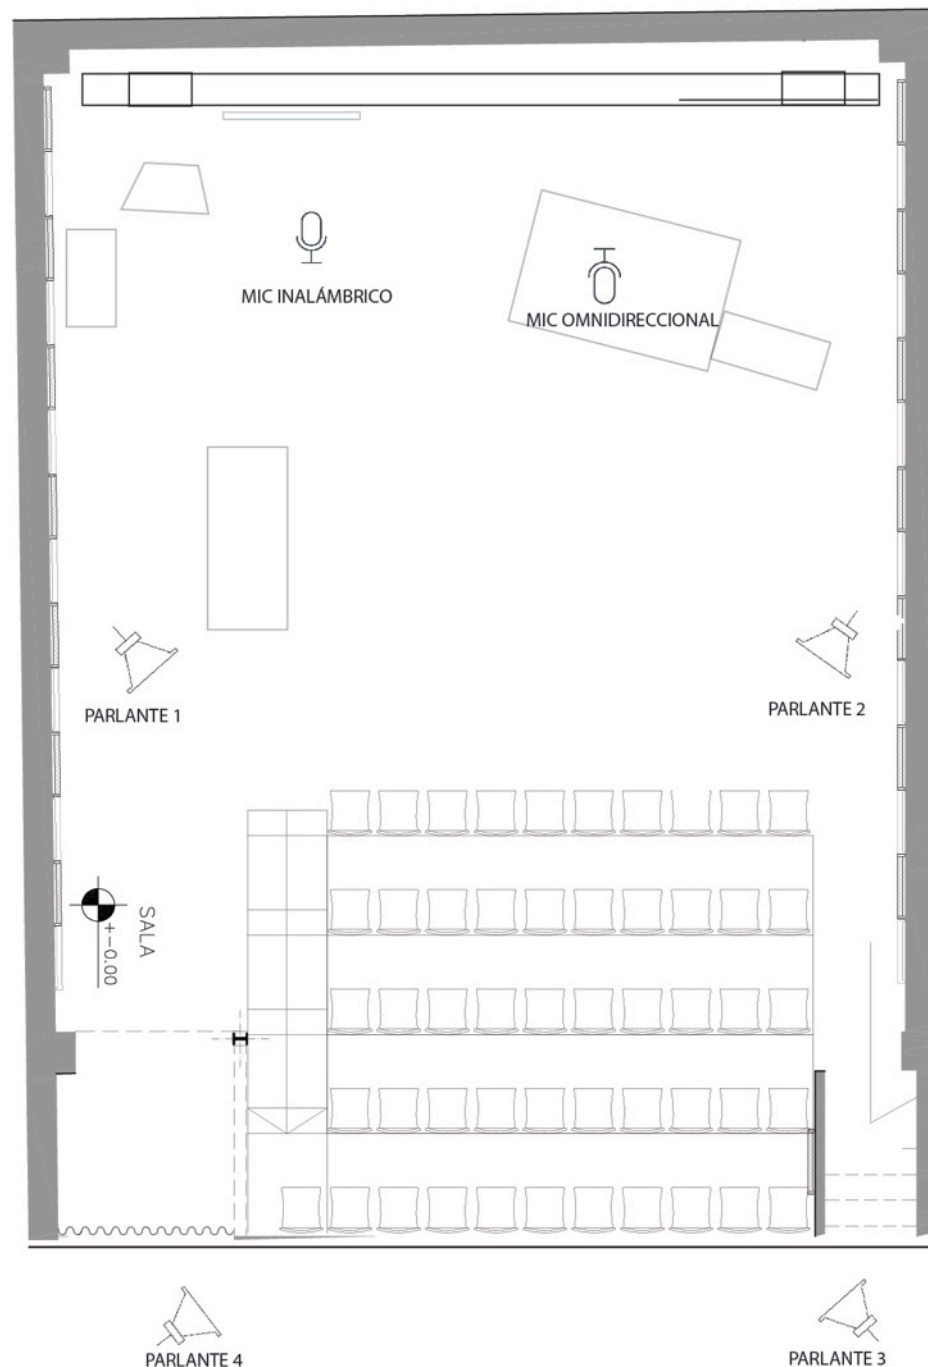 MIC INALÁMBRICO
MIC OMNIDIRECCIONAL
PARLANTE 1
PARLANTE 2
SALA
+-0.00
PARLANTE 4
PARLANTE 3